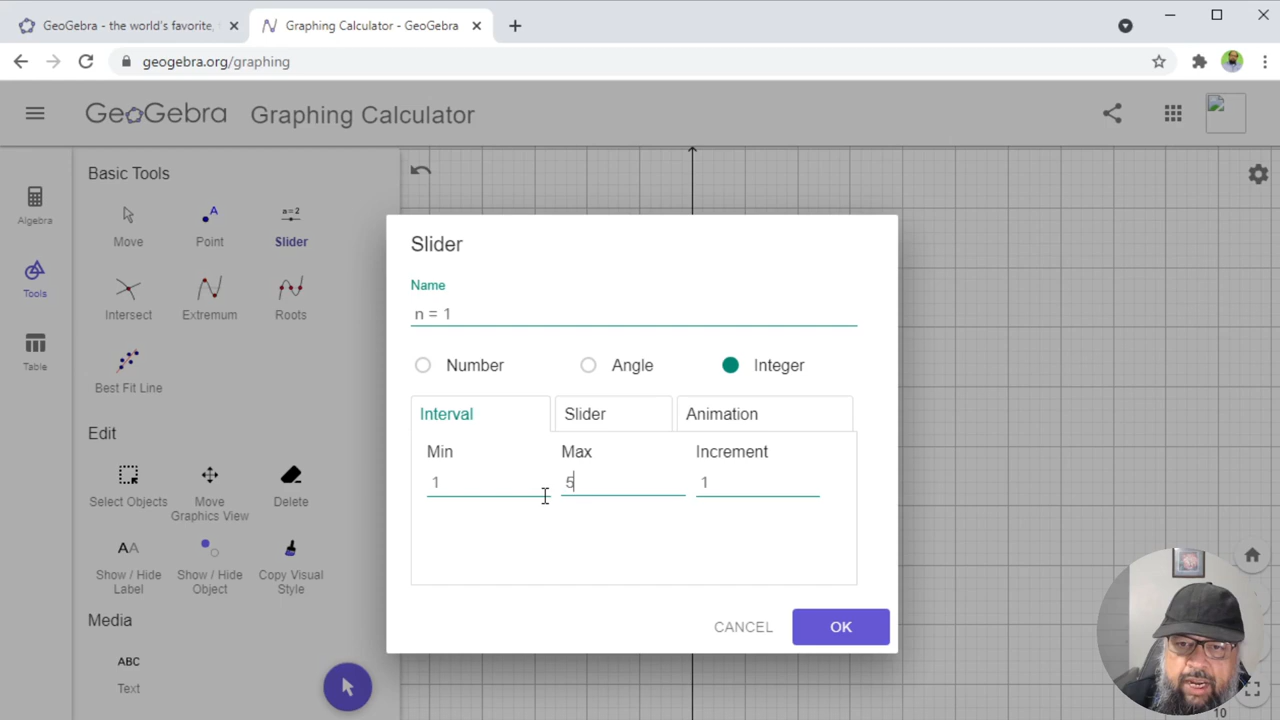 GeoGebra - the world's favorite,
Graphing Calculator - GeoGebra
geogebra.org/graphing
GeoGebra Graphing Calculator
Algebra
Tools
Table
Basic Tools
a=2
Move Point Slider
Intersect Extremum Roots
Best Fit Line
Edit
Select Objects Move Graphics View Delete
AA
Show / Hide Label Show / Hide Object Copy Visual Style
Media
ABC
Text
Slider
Name
n = 1
Number Angle Integer
Interval Slider Animation
Min Max Increment
1 5 1
CANCEL OK
10